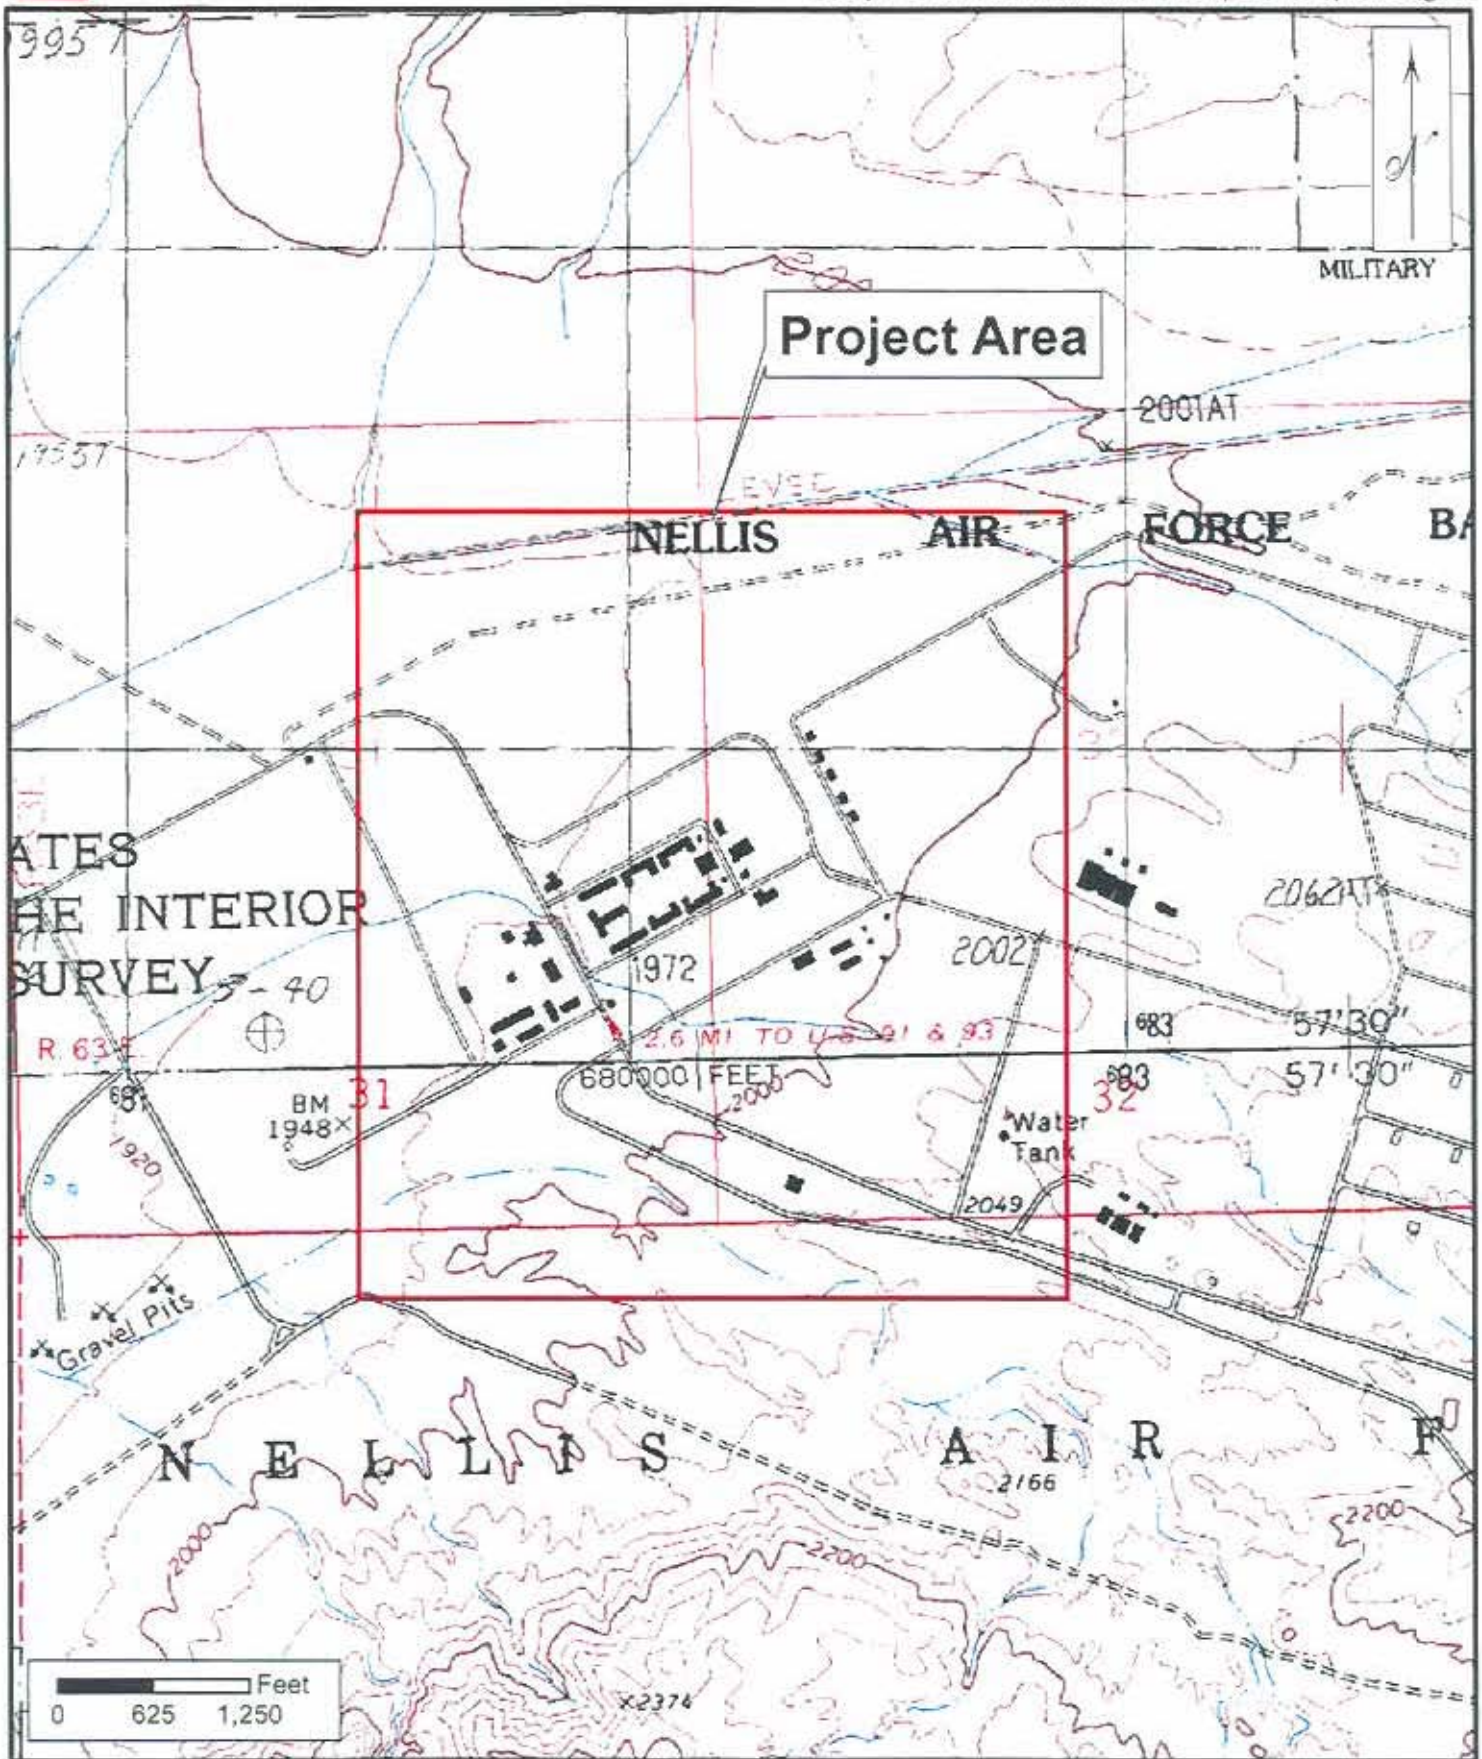 1995 T
MILITARY
Project Area
2001AT
1955T
NELLIS AIR FORCE BA
ATES
HE INTERIOR
SURVEY
5-40
2062AT
1972
2002
R. 63 E.
2.6 MI TO U.S. 91 & 93
683
57'30"
680000 FEET
681
BM
1948
31
2000
683
57'30"
32
Water
Tank
1920
2049
Gravel Pits
N E L L I S A I R F
2166
2000
2200
2200
2374
Feet
0 625 1,250